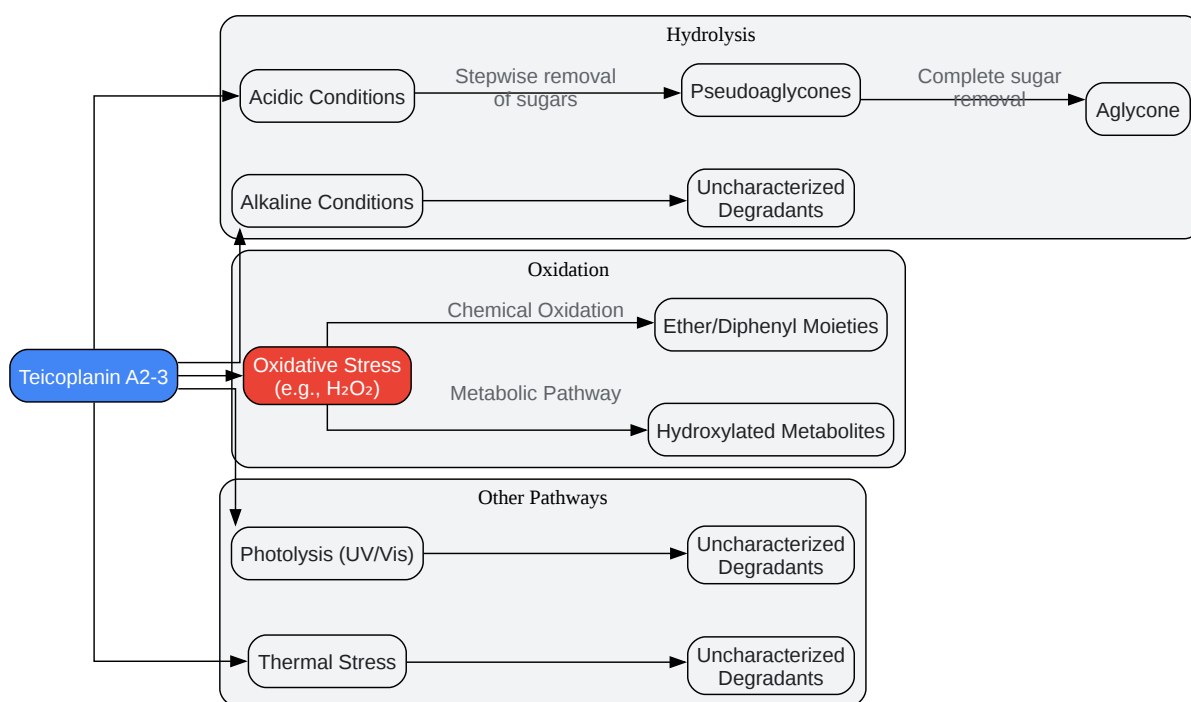 Hydrolysis
Acidic Conditions
Stepwise removal
of sugars
Pseudoaglycones
Complete sugar
removal
Aglycone
Alkaline Conditions
Uncharacterized
Degradants
Oxidation
Teicoplanin A2-3
Oxidative Stress
(e.g., H₂O₂)
Chemical Oxidation
Ether/Diphenyl Moieties
Metabolic Pathway
Hydroxylated Metabolites
Other Pathways
Photolysis (UV/Vis)
Uncharacterized
Degradants
Thermal Stress
Uncharacterized
Degradants